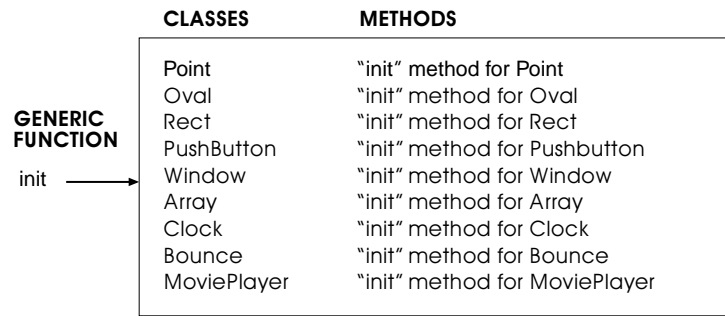 CLASSES METHODS
Point “init” method for Point
Oval “init” method for Oval
GENERIC Rect “init” method for Rect
FUNCTION PushButton “init” method for Pushbutton
init Window “init” method for Window
Array “init” method for Array
Clock “init” method for Clock
Bounce “init” method for Bounce
MoviePlayer “init” method for MoviePlayer